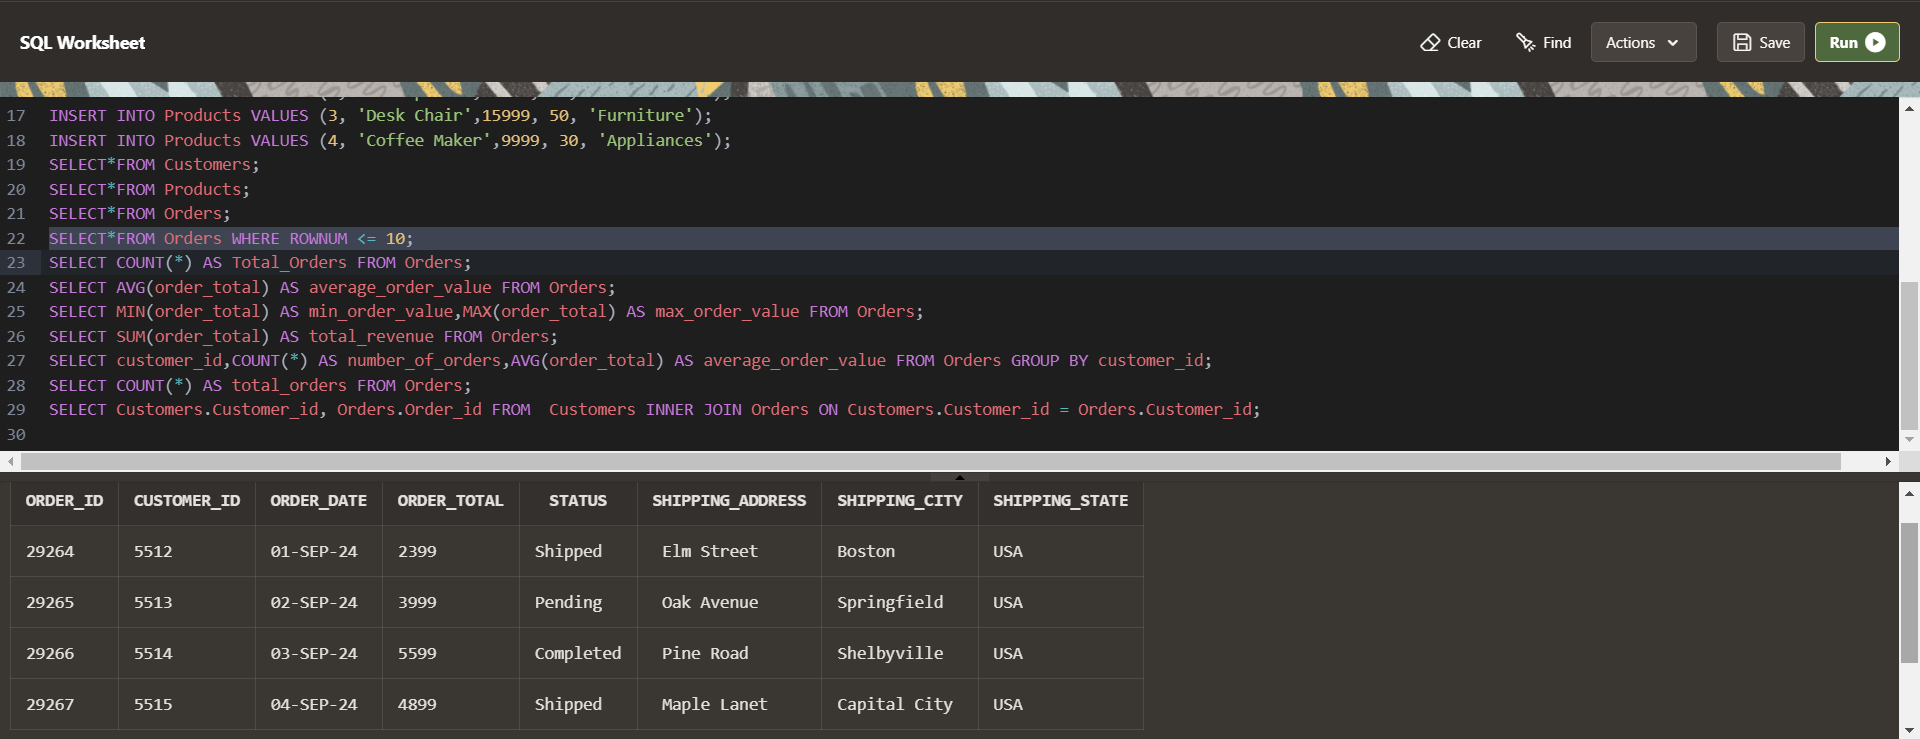 SQL Worksheet
Clear Find Actions Save Run
17 INSERT INTO Products VALUES (3, 'Desk Chair',15999, 50, 'Furniture');
18 INSERT INTO Products VALUES (4, 'Coffee Maker',9999, 30, 'Appliances');
19 SELECT*FROM Customers;
20 SELECT*FROM Products;
21 SELECT*FROM Orders;
22 SELECT*FROM Orders WHERE ROWNUM <= 10;
23 SELECT COUNT(*) AS Total_Orders FROM Orders;
24 SELECT AVG(order_total) AS average_order_value FROM Orders;
25 SELECT MIN(order_total) AS min_order_value,MAX(order_total) AS max_order_value FROM Orders;
26 SELECT SUM(order_total) AS total_revenue FROM Orders;
27 SELECT customer_id,COUNT(*) AS number_of_orders,AVG(order_total) AS average_order_value FROM Orders GROUP BY customer_id;
28 SELECT COUNT(*) AS total_orders FROM Orders;
29 SELECT Customers.Customer_id, Orders.Order_id FROM  Customers INNER JOIN Orders ON Customers.Customer_id = Orders.Customer_id;
30
ORDER_ID CUSTOMER_ID ORDER_DATE ORDER_TOTAL STATUS SHIPPING_ADDRESS SHIPPING_CITY SHIPPING_STATE
29264 5512 01-SEP-24 2399 Shipped Elm Street Boston USA
29265 5513 02-SEP-24 3999 Pending Oak Avenue Springfield USA
29266 5514 03-SEP-24 5599 Completed Pine Road Shelbyville USA
29267 5515 04-SEP-24 4899 Shipped Maple Lanet Capital City USA